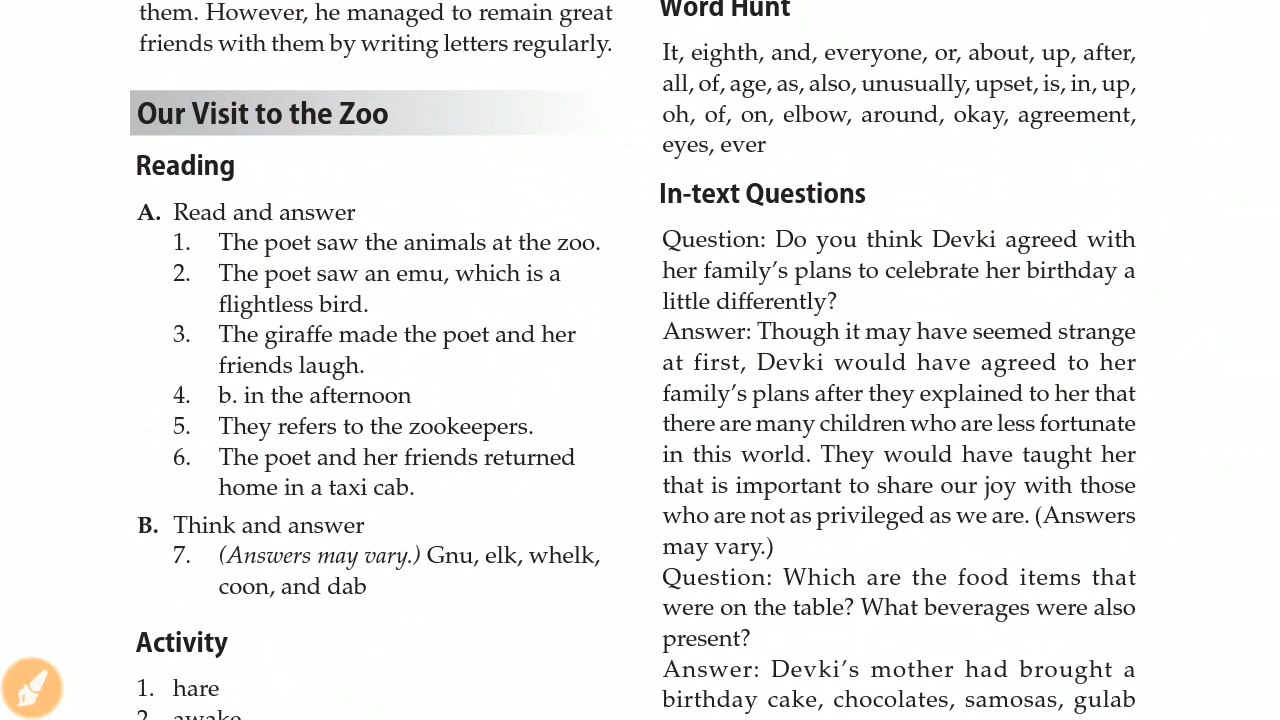 them. However, he managed to remain great
friends with them by writing letters regularly.
Our Visit to the Zoo
Reading
A. Read and answer
1. The poet saw the animals at the zoo.
2. The poet saw an emu, which is a
flightless bird.
3. The giraffe made the poet and her
friends laugh.
4. b. in the afternoon
5. They refers to the zookeepers.
6. The poet and her friends returned
home in a taxi cab.
B. Think and answer
7. (Answers may vary.) Gnu, elk, whelk,
coon, and dab
Activity
1. hare
2. awake
Word Hunt
It, eighth, and, everyone, or, about, up, after,
all, of, age, as, also, unusually, upset, is, in, up,
oh, of, on, elbow, around, okay, agreement,
eyes, ever
In-text Questions
Question: Do you think Devki agreed with
her family's plans to celebrate her birthday a
little differently?
Answer: Though it may have seemed strange
at first, Devki would have agreed to her
family's plans after they explained to her that
there are many children who are less fortunate
in this world. They would have taught her
that is important to share our joy with those
who are not as privileged as we are. (Answers
may vary.)
Question: Which are the food items that
were on the table? What beverages were also
present?
Answer: Devki's mother had brought a
birthday cake, chocolates, samosas, gulab